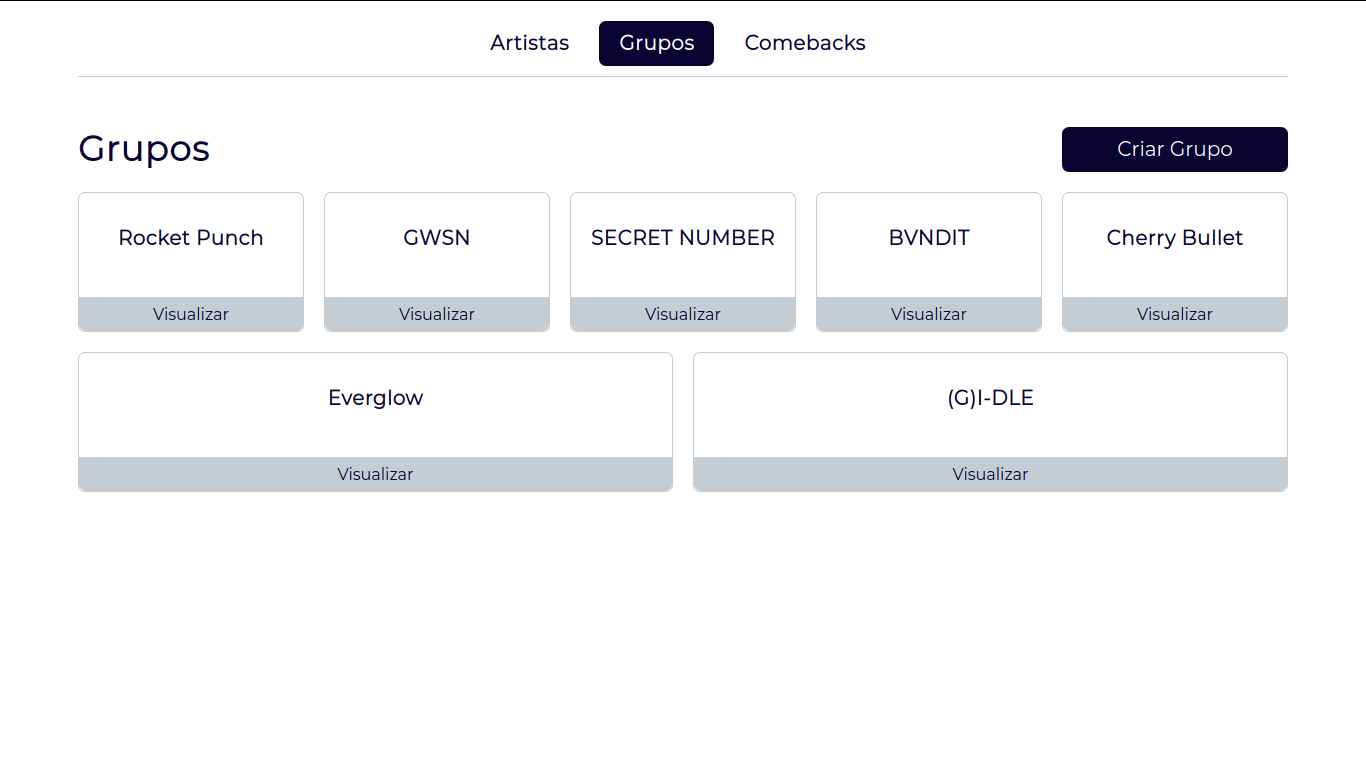 Artistas Grupos Comebacks
Grupos Criar Grupo
Rocket Punch GWSN SECRET NUMBER BVNDIT Cherry Bullet
Visualizar Visualizar Visualizar Visualizar Visualizar
Everglow (G)I-DLE
Visualizar Visualizar